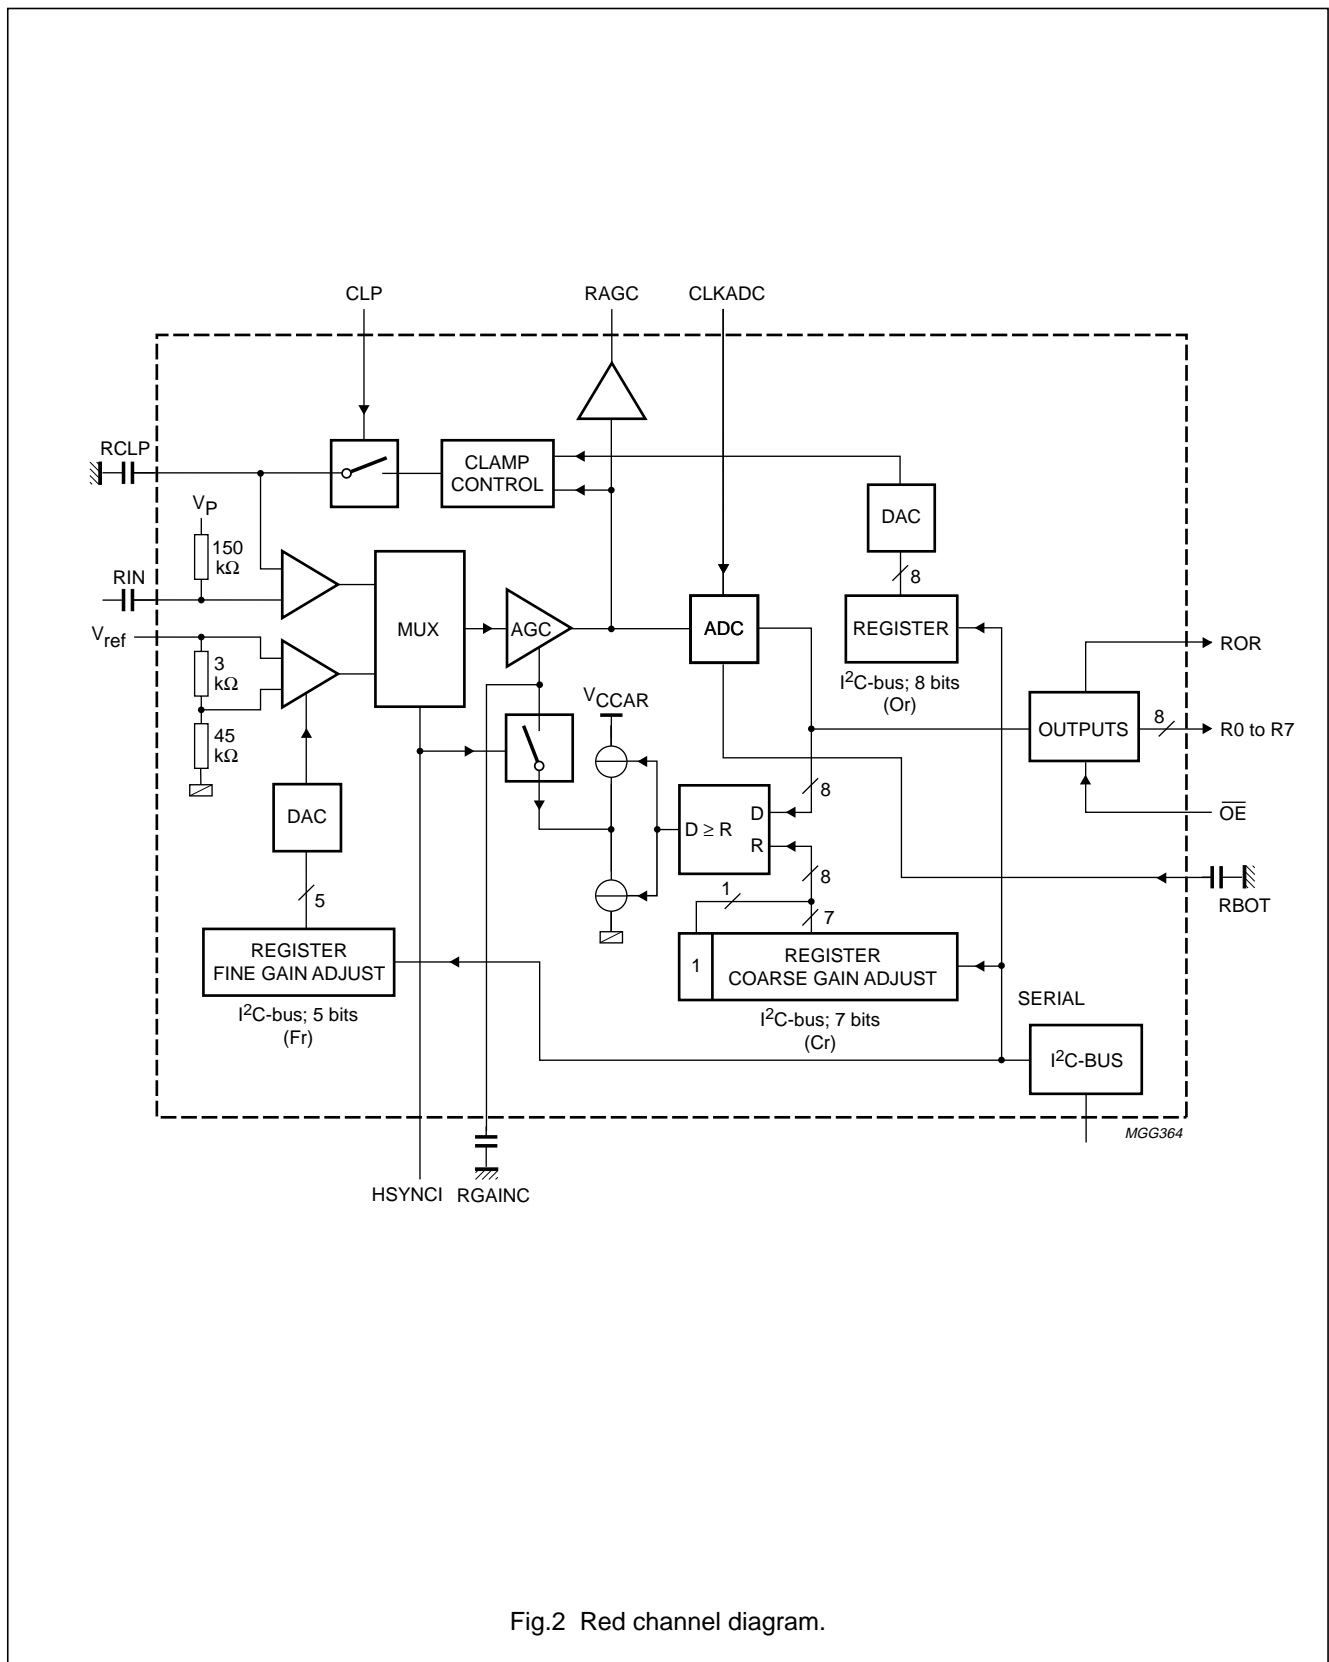 CLP
RAGC
CLKADC
RCLP
CLAMP
CONTROL
VP
150
kΩ
DAC
8
RIN
MUX
AGC
ADC
REGISTER
Vref
3
kΩ
I2C-bus; 8 bits
(Or)
ROR
VCCAR
OUTPUTS
8
R0 to R7
45
kΩ
DAC
8
D ≥ R
D
R
OE
5
1
8
7
RBOT
REGISTER
FINE GAIN ADJUST
1
REGISTER
COARSE GAIN ADJUST
SERIAL
I2C-bus; 5 bits
(Fr)
I2C-bus; 7 bits
(Cr)
I2C-BUS
MGG364
HSYNCI
RGAINC
Fig.2 Red channel diagram.